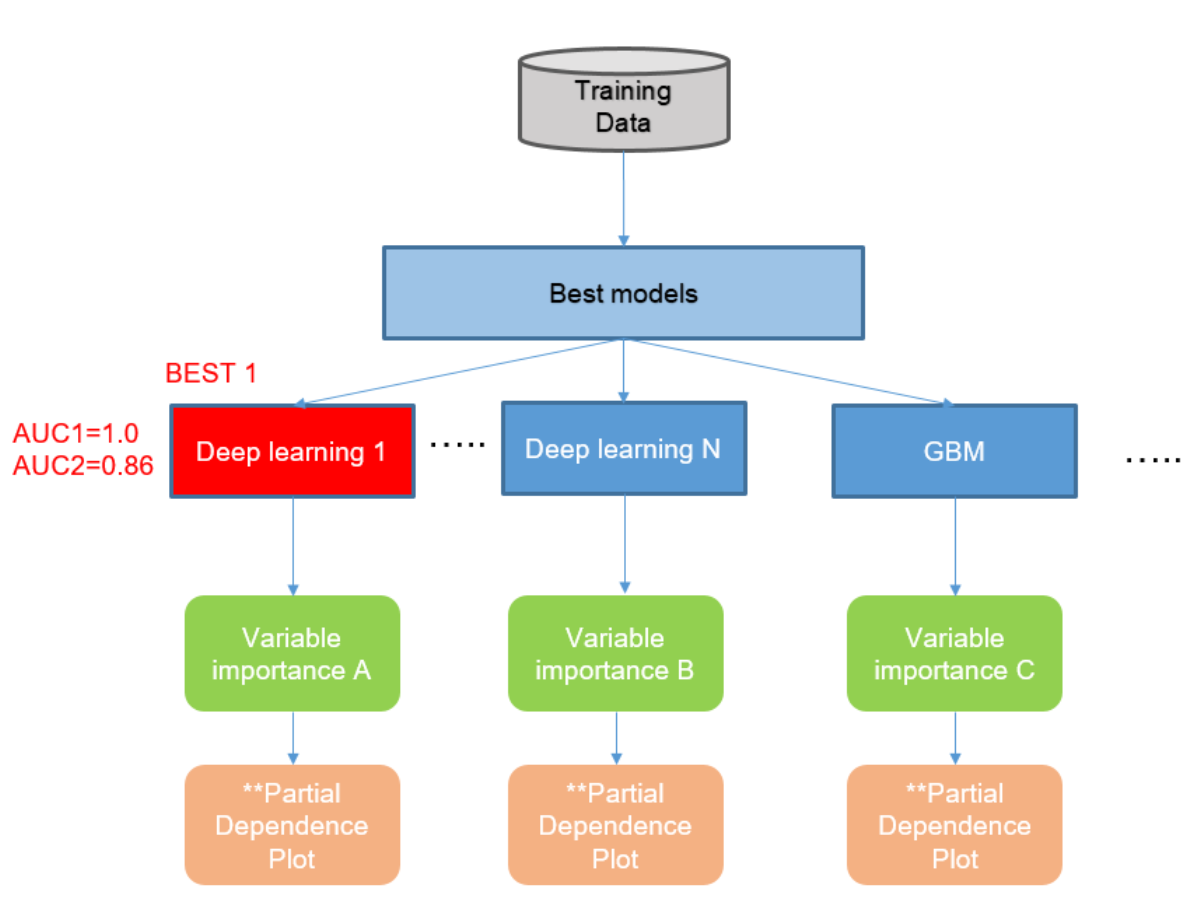 Training
Data
Best models
BEST 1
AUC1=1.0
AUC2=0.86
Deep learning 1
.....
Deep learning N
GBM
.....
Variable
importance A
Variable
importance B
Variable
importance C
**Partial
Dependence
Plot
**Partial
Dependence
Plot
**Partial
Dependence
Plot